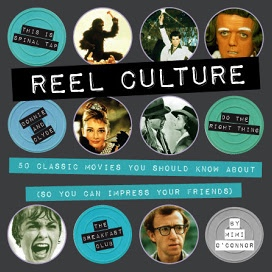 THIS IS
SPINAL TAP
REEL CULTURE
BONNIE
AND
CLYDE
DO THE
RIGHT THING
50 CLASSIC MOVIES YOU SHOULD KNOW ABOUT
(SO YOU CAN IMPRESS YOUR FRIENDS)
THE
BREAKFAST
CLUB
BY
MIMI
O'CONNOR